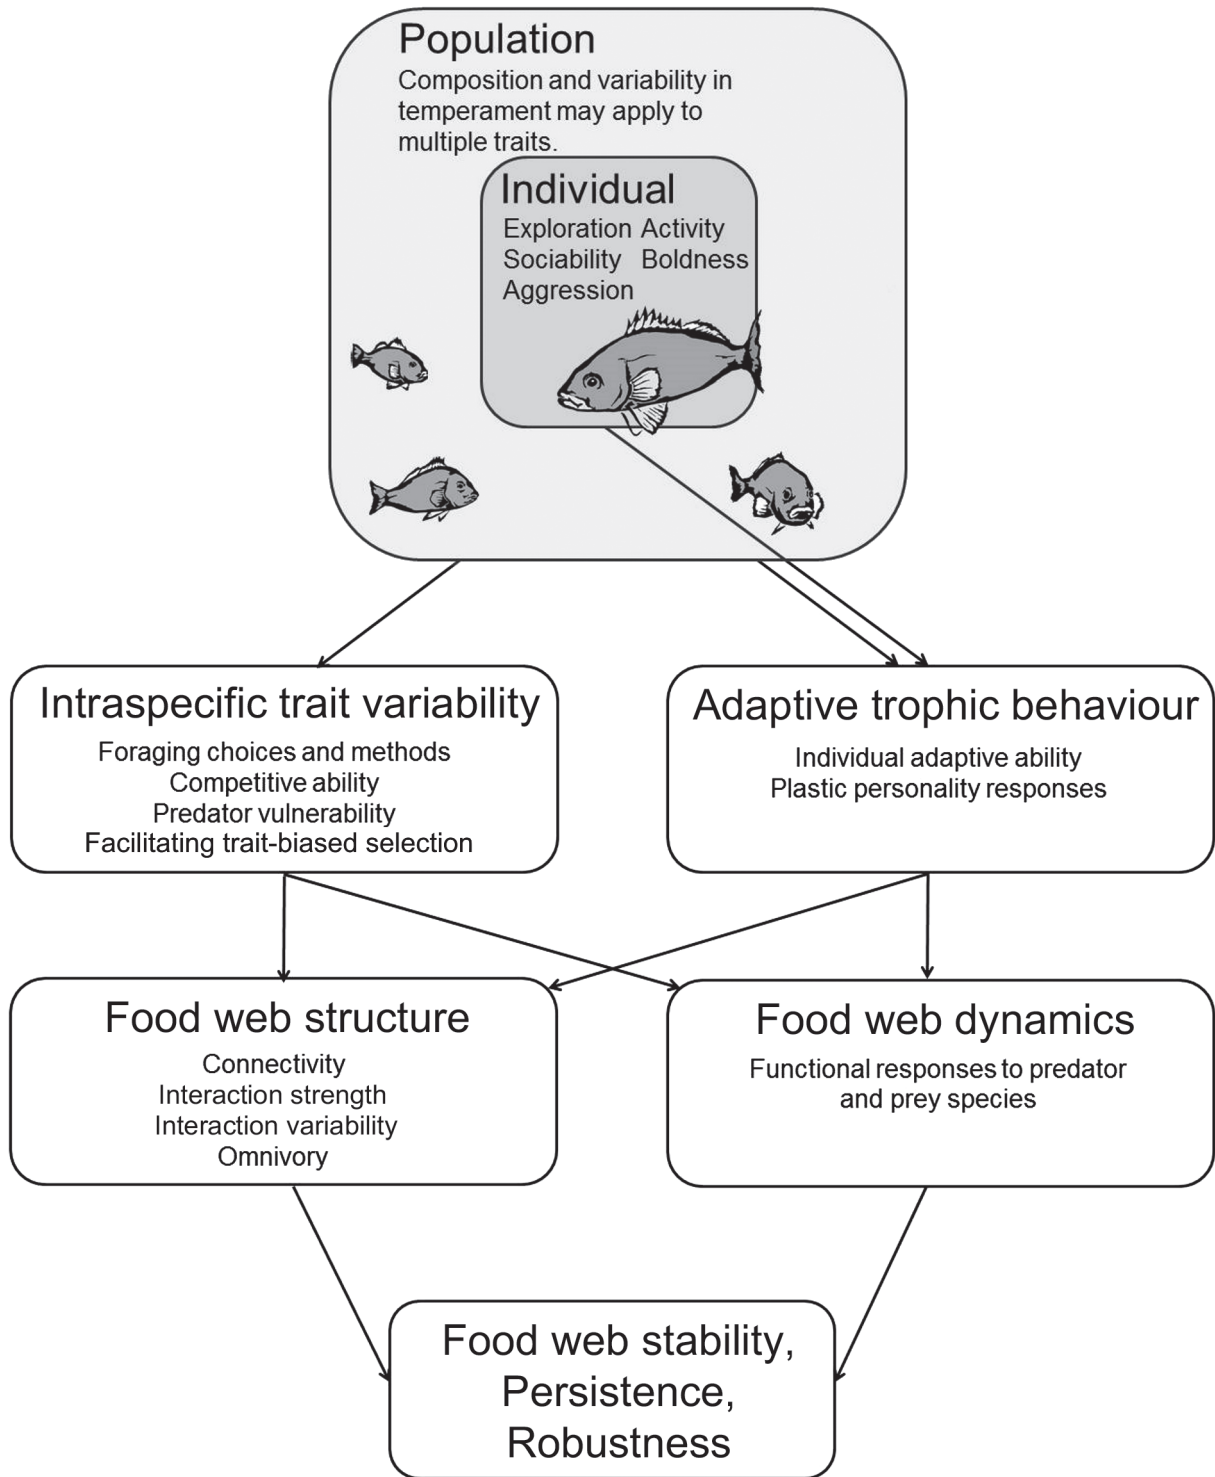 Population
Composition and variability in
temperament may apply to
multiple traits.
Individual
Exploration Activity
Sociability Boldness
Aggression
Intraspecific trait variability
Foraging choices and methods
Competitive ability
Predator vulnerability
Facilitating trait-biased selection
Adaptive trophic behaviour
Individual adaptive ability
Plastic personality responses
Food web structure
Connectivity
Interaction strength
Interaction variability
Omnivory
Food web dynamics
Functional responses to predator
and prey species
Food web stability,
Persistence,
Robustness